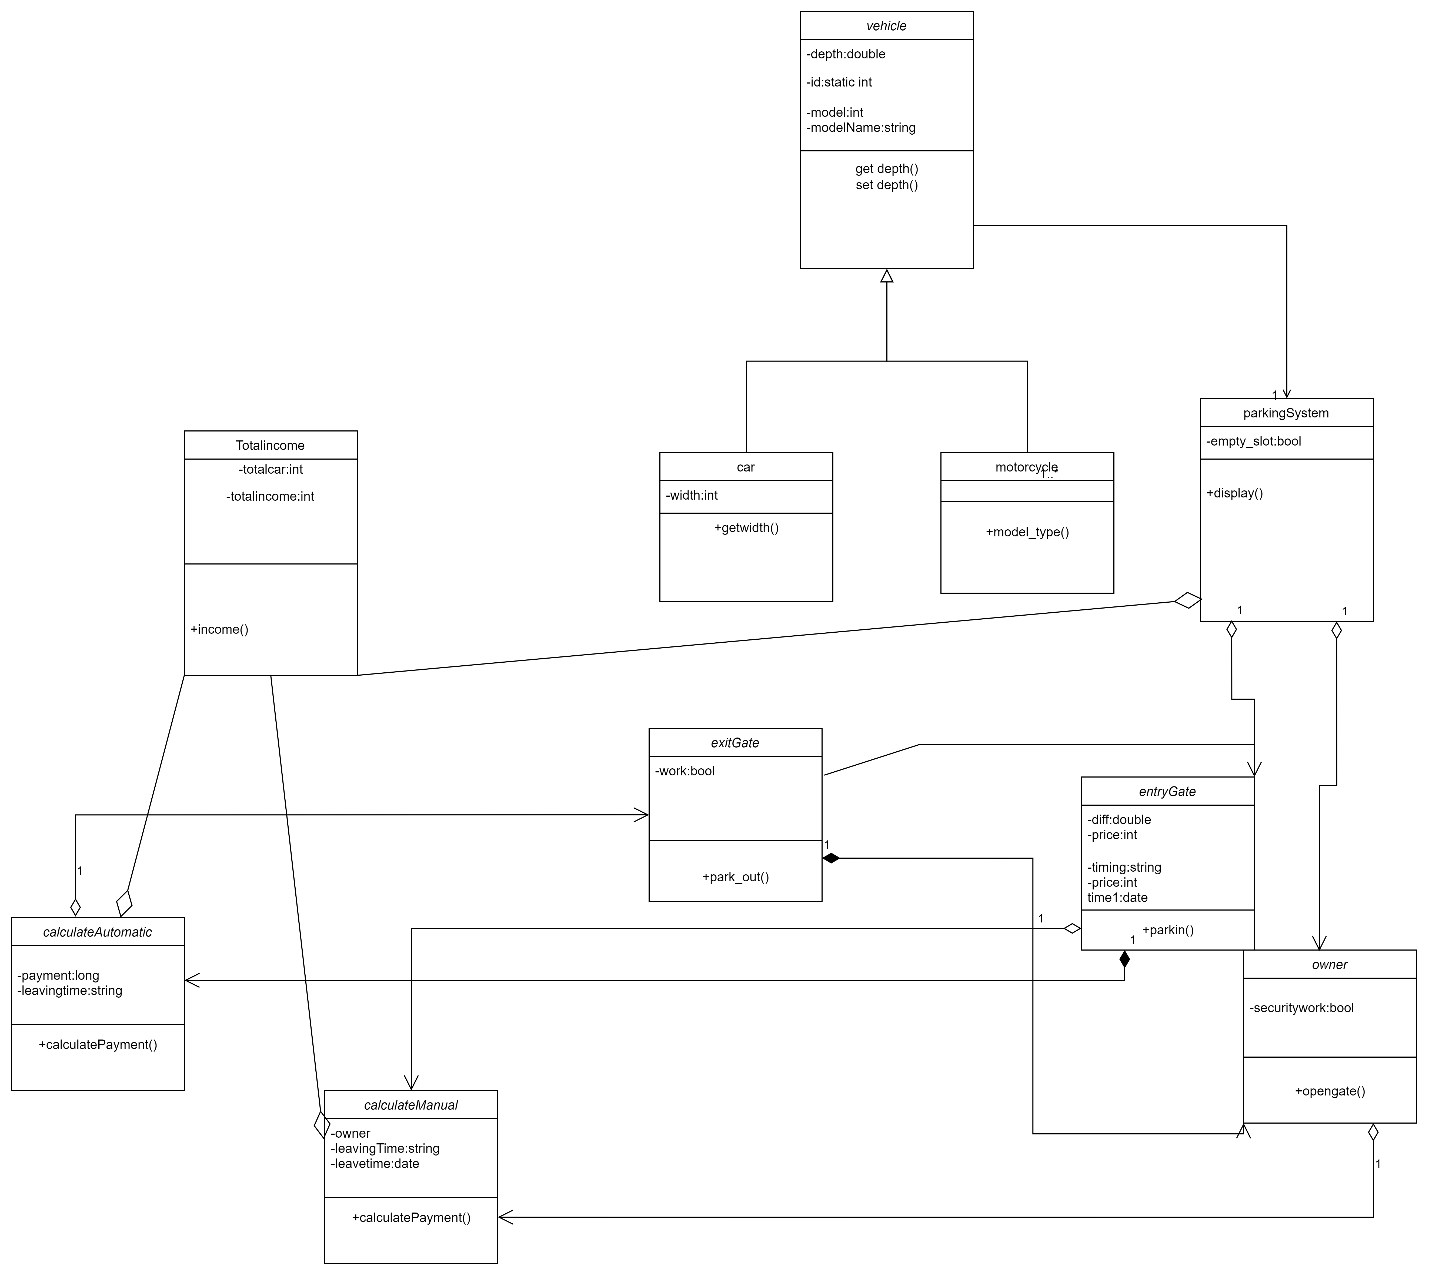 vehicle
-depth:double
-id:static int
-model:int
-modelName:string
get depth()
set depth()
1
parkingSystem
-empty_slot:bool
+display()
1
1
Totalincome
-totalcar:int
-totalincome:int
+income()
car
-width:int
+getwidth()
motorcycle
1..*
+model_type()
exitGate
-work:bool
+park_out()
1
entryGate
-diff:double
-price:int
-timing:string
-price:int
time1:date
+parkin()
1
1
1
calculateAutomatic
-payment:long
-leavingtime:string
+calculatePayment()
owner
-securitywork:bool
+opengate()
1
calculateManual
-owner
-leavingTime:string
-leavetime:date
+calculatePayment()